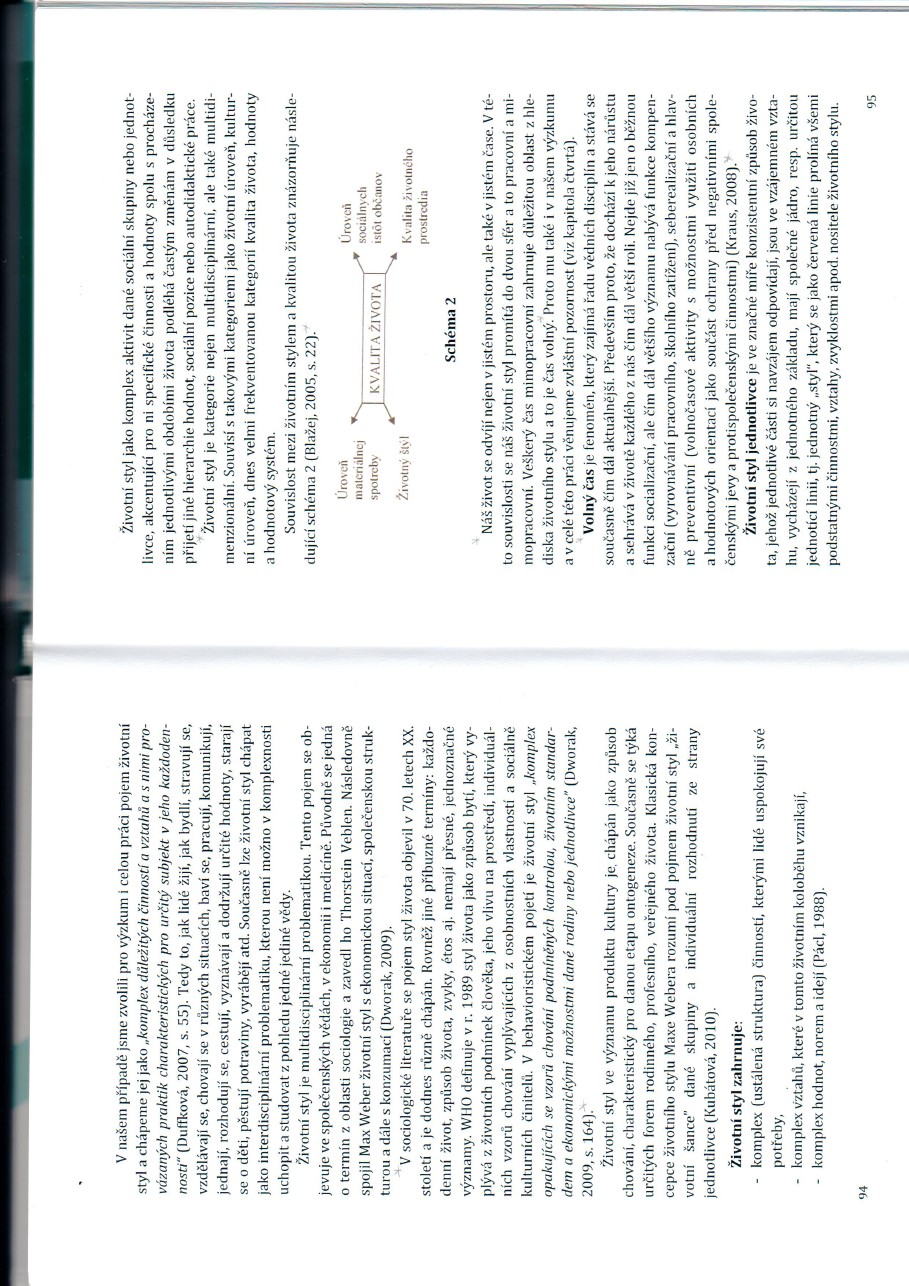 V našem případě jsme zvolili pro výzkum i celou práci pojem životní
styl a chápeme jej jako „komplex důležitých činností a vztahů a s nimi pro-
vázaných praktik charakteristických pro určitý subjekt v jeho každoden-
nosti“ (Duffková, 2007, s. 55). Tedy to, jak lidé žijí, jak bydlí, stravují se,
vzdělávají se, chovají se v různých situacích, baví se, pracují, komunikují,
jednají, rozhodují se, cestují, vyznávají a dodržují určité hodnoty, starají
se o děti, pěstují potraviny, vyrábějí atd. Současně lze životní styl chápat
jako interdisciplinární problematiku, kterou není možno v komplexnosti
uchopit a studovat z pohledu jedné jediné vědy.
Životní styl je multidisciplinární problematikou. Tento pojem se ob-
jevuje ve společenských vědách, v ekonomii i medicíně. Původně se jedná
o termín z oblasti sociologie a zavedl ho Thorstein Veblen. Následovně
spojil Max Weber životní styl s ekonomickou situací, společenskou struk-
turou a dále s konzumací (Dworak, 2009).
V sociologické literatuře se pojem styl života objevil v 70. letech XX.
století a je dodnes různě chápán. Rovněž jiné příbuzné termíny: každo-
denní život, způsob života, zvyky, étos aj. nemají přesné, jednoznačné
významy. WHO definuje v r. 1989 styl života jako způsob bytí, který vy-
plývá z životních podmínek člověka, jeho vlivu na prostředí, individuál-
ních vzorů chování vyplývajících z osobnostních vlastností a sociálně
kulturních činitelů. V behavioristickém pojetí je životní styl „komplex
opakujících se vzorů chování podmíněných kontrolou, životním standar-
dem a ekonomickými možnostmi dané rodiny nebo jednotlivce“ (Dworak,
2009, s. 164).
Životní styl ve významu produktu kultury je chápán jako způsob
chování, charakteristický pro danou etapu ontogeneze. Současně se týká
určitých forem rodinného, profesního, veřejného života. Klasická kon-
cepce životního stylu Maxe Webera rozumí pod pojmem životní styl „ži-
votní šance“ dané skupiny a individuální rozhodnutí ze strany
jednotlivce (Kubátová, 2010).
Životní styl zahrnuje:
- komplex (ustálená struktura) činností, kterými lidé uspokojují své
potřeby,
- komplex vztahů, které v tomto životním koloběhu vznikají,
- komplex hodnot, norem a idejí (Pácl, 1988).
94
Životní styl jako komplex aktivit dané sociální skupiny nebo jednot-
livce, akcentující pro ni specifické činnosti a hodnoty spolu s procháze-
ním jednotlivými obdobími života podléhá častým změnám v důsledku
přijetí jiné hierarchie hodnot, sociální pozice nebo autodidaktické práce.
Životní styl je kategorie nejen multidisciplinární, ale také multidi-
menzionální. Souvisí s takovými kategoriemi jako životní úroveň, kultur-
ní úroveň, dnes velmi frekventovanou kategorií kvalita života, hodnoty
a hodnotový systém.
Souvislost mezi životním stylem a kvalitou života znázorňuje násle-
dující schéma 2 (Blažej, 2005, s. 22).
Úroveň
materiálnej
spotreby
Úroveň
sociálnych
istôt občanov
KVALITA ŽIVOTA
Životný štýl
Kvalita životného
prostredia
Schéma 2
Náš život se odvíjí nejen v jistém prostoru, ale také v jistém čase. V té-
to souvislosti se náš životní styl promítá do dvou sfér a to pracovní a mi-
mopracovní. Veškerý čas mimopracovní zahrnuje důležitou oblast z hle-
diska životního stylu a to je čas volný. Proto mu také i v našem výzkumu
a v celé této práci věnujeme zvláštní pozornost (viz kapitola čtvrtá).
Volný čas je fenomén, který zajímá řadu vědních disciplín a stává se
současně čím dál aktuálnější. Především proto, že dochází k jeho nárůstu
a sehrává v životě každého z nás čím dál větší roli. Nejde již jen o běžnou
funkci socializační, ale čím dál většího významu nabývá funkce kompen-
zační (vyrovnávání pracovního, školního zatížení), seberealizační a hlav-
ně preventivní (volnočasové aktivity s možnostmi využití osobních
a hodnotových orientací jako součást ochrany před negativními spole-
čenskými jevy a protispolečenskými činnostmi) (Kraus, 2008).
Životní styl jednotlivce je ve značné míře konzistentní způsob živo-
ta, jehož jednotlivé části si navzájem odpovídají, jsou ve vzájemném vzta-
hu, vycházejí z jednotného základu, mají společné jádro, resp. určitou
jednotící linii, tj. jednotný „styl“, který se jako červená linie prolíná všemi
podstatnými činnostmi, vztahy, zvyklostmi apod. nositele životního stylu.
95